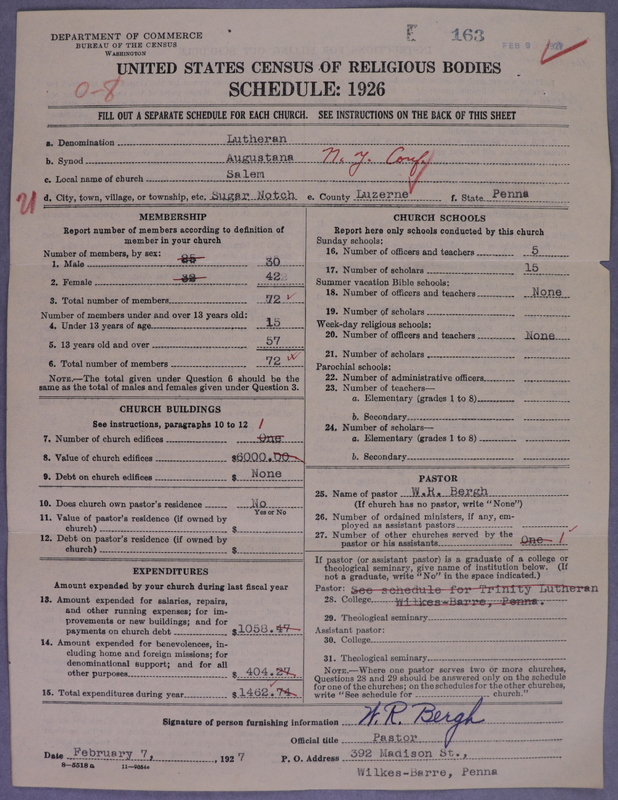 DEPARTMENT OF COMMERCE
BUREAU OF THE CENSUS
WASHINGTON
E 163
FEB 9
UNITED STATES CENSUS OF RELIGIOUS BODIES
SCHEDULE: 1926
0-8
FILL OUT A SEPARATE SCHEDULE FOR EACH CHURCH. SEE INSTRUCTIONS ON THE BACK OF THIS SHEET
a. Denomination Lutheran
b. Synod Augustana N.Y. Conf.
c. Local name of church Salem
21 d. City, town, village, or township, etc. Sugar Notch e. County Luzerne f. State Penna
MEMBERSHIP
Report number of members according to definition of
member in your church
Number of members, by sex:
1. Male 25 30
2. Female 32 42
3. Total number of members 72
Number of members under and over 13 years old:
4. Under 13 years of age 15
5. 13 years old and over 57
6. Total number of members 72
NOTE.—The total given under Question 6 should be the
same as the total of males and females given under Question 3.
CHURCH BUILDINGS
See instructions, paragraphs 10 to 12 1
7. Number of church edifices One
8. Value of church edifices $6000.00
9. Debt on church edifices $ None
10. Does church own pastor's residence No
Yes or No
11. Value of pastor's residence (if owned by
church) $
12. Debt on pastor's residence (if owned by
church) $
EXPENDITURES
Amount expended by your church during last fiscal year
13. Amount expended for salaries, repairs,
and other running expenses; for im-
provements or new buildings; and for
payments on church debt $1058.47
14. Amount expended for benevolences, in-
cluding home and foreign missions; for
denominational support; and for all
other purposes $ 404.27
15. Total expenditures during year $1462.74
CHURCH SCHOOLS
Report here only schools conducted by this church
Sunday schools:
16. Number of officers and teachers 5
17. Number of scholars 15
Summer vacation Bible schools:
18. Number of officers and teachers None
19. Number of scholars
Week-day religious schools:
20. Number of officers and teachers None
21. Number of scholars
Parochial schools:
22. Number of administrative officers
23. Number of teachers—
a. Elementary (grades 1 to 8)
b. Secondary
24. Number of scholars—
a. Elementary (grades 1 to 8)
b. Secondary
PASTOR
25. Name of pastor W.R. Bergh
(If church has no pastor, write "None")
26. Number of ordained ministers, if any, em-
ployed as assistant pastors
27. Number of other churches served by the
pastor or his assistants One 1
If pastor (or assistant pastor) is a graduate of a college or
theological seminary, give name of institution below. (If
not a graduate, write "No" in the space indicated.)
Pastor: See schedule for Trinity Lutheran
28. College Wilkes-Barre, Penna.
29. Theological seminary
Assistant pastor:
30. College
31. Theological seminary
NOTE.—Where one pastor serves two or more churches,
Questions 28 and 29 should be answered only on the schedule
for one of the churches; on the schedules for the other churches,
write "See schedule for church."
Signature of person furnishing information W. R. Bergh
Official title Pastor
Date February 7, , 1927 P. O. Address 392 Madison St.,
8—5518 a
Wilkes-Barre, Penna